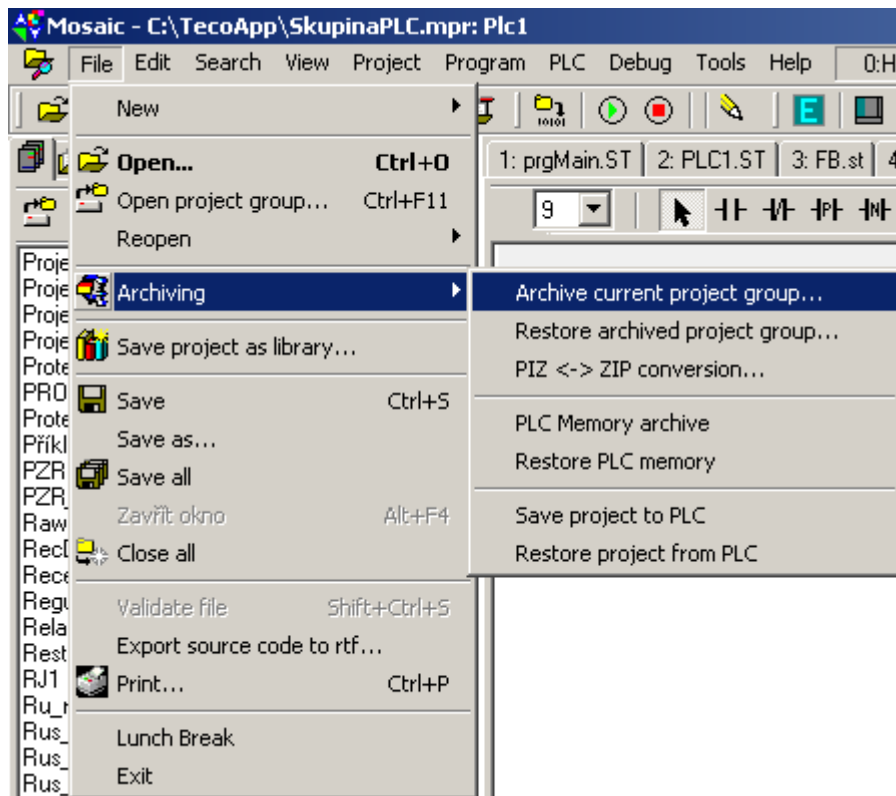 Mosaic - C:\TecoApp\SkupinaPLC.mpr: Plc1
File Edit Search View Project Program PLC Debug Tools Help 0:H
New
Open... Ctrl+O
Open project group... Ctrl+F11
Reopen
Archiving
Save project as library...
Save Ctrl+S
Save as...
Save all
Zavřít okno Alt+F4
Close all
Validate file Shift+Ctrl+S
Export source code to rtf...
Print... Ctrl+P
Lunch Break
Exit
Archive current project group...
Restore archived project group...
PIZ <-> ZIP conversion...
PLC Memory archive
Restore PLC memory
Save project to PLC
Restore project from PLC
1: prgMain.ST 2: PLC1.ST 3: FB.st 4
9
E
Proje
Proje
Proje
Proje
Prote
PRO
Prote
Příkl
PZR
PZR_
Raw
Rece
Regu
Rela
Rest
RJ1
Rus_
Rus_
Rus_